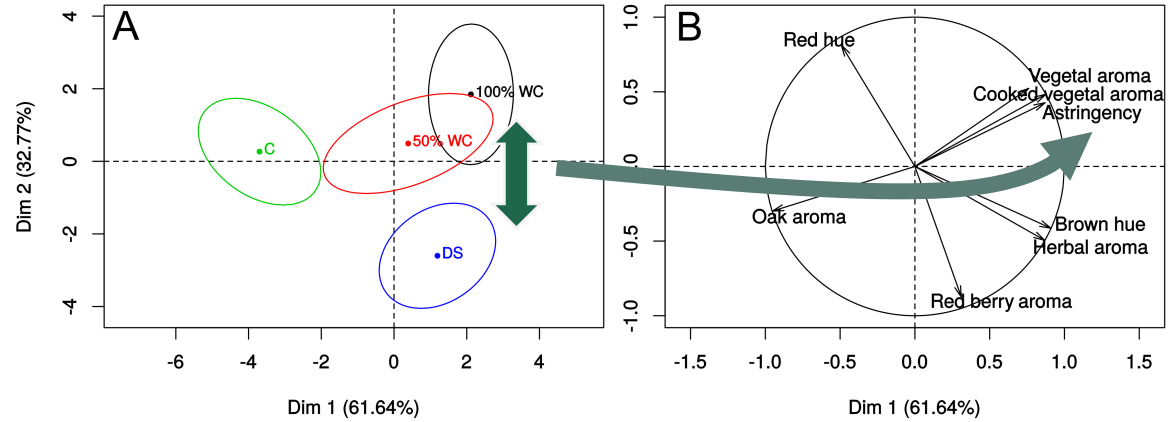 A
4
2
0
-2
-4
Dim 2 (32.77%)
100% WC
50% WC
C
DS
-6
-4
-2
0
2
4
Dim 1 (61.64%)
B
1.0
0.5
0.0
-0.5
-1.0
Red hue
Vegetal aroma
Cooked vegetal aroma
Astringency
Oak aroma
Brown hue
Herbal aroma
Red berry aroma
-1.5
-1.0
-0.5
0.0
0.5
1.0
1.5
Dim 1 (61.64%)